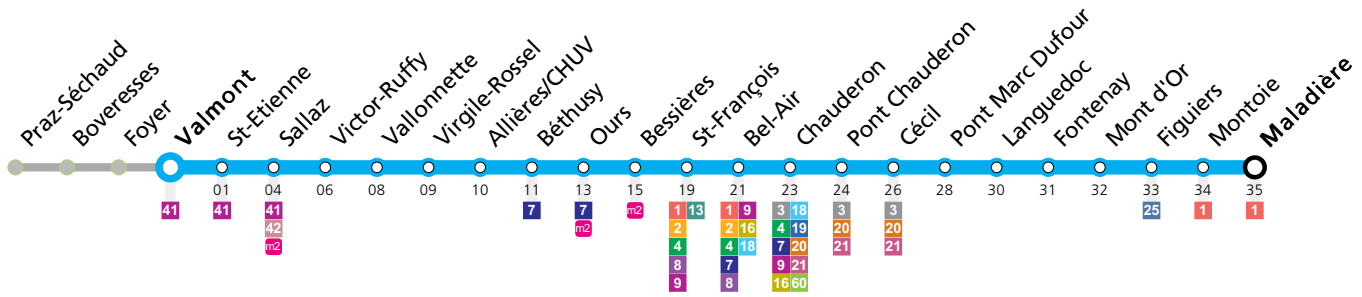 Praz-Séchaud
Boveresses
Foyer
Valmont
St-Etienne
Sallaz
Victor-Ruffy
Vallonnette
Virgile-Rossel
Allières/CHUV
Béthusy
Ours
Bessières
St-François
Bel-Air
Chauderon
Pont Chauderon
Cécil
Pont Marc Dufour
Languedoc
Fontenay
Mont d'Or
Figuiers
Montoie
Maladière
01 04 06 08 09 10 11 13 15 19 21 23 24 26 28 30 31 32 33 34 35
41 41 41 7 7 m2 1 13 1 9 3 18 3 3 25 1 1
42 m2 2 2 16 4 19 20 20
m2 4 4 18 7 20 21 21
8 7 9 21
9 8 16 60